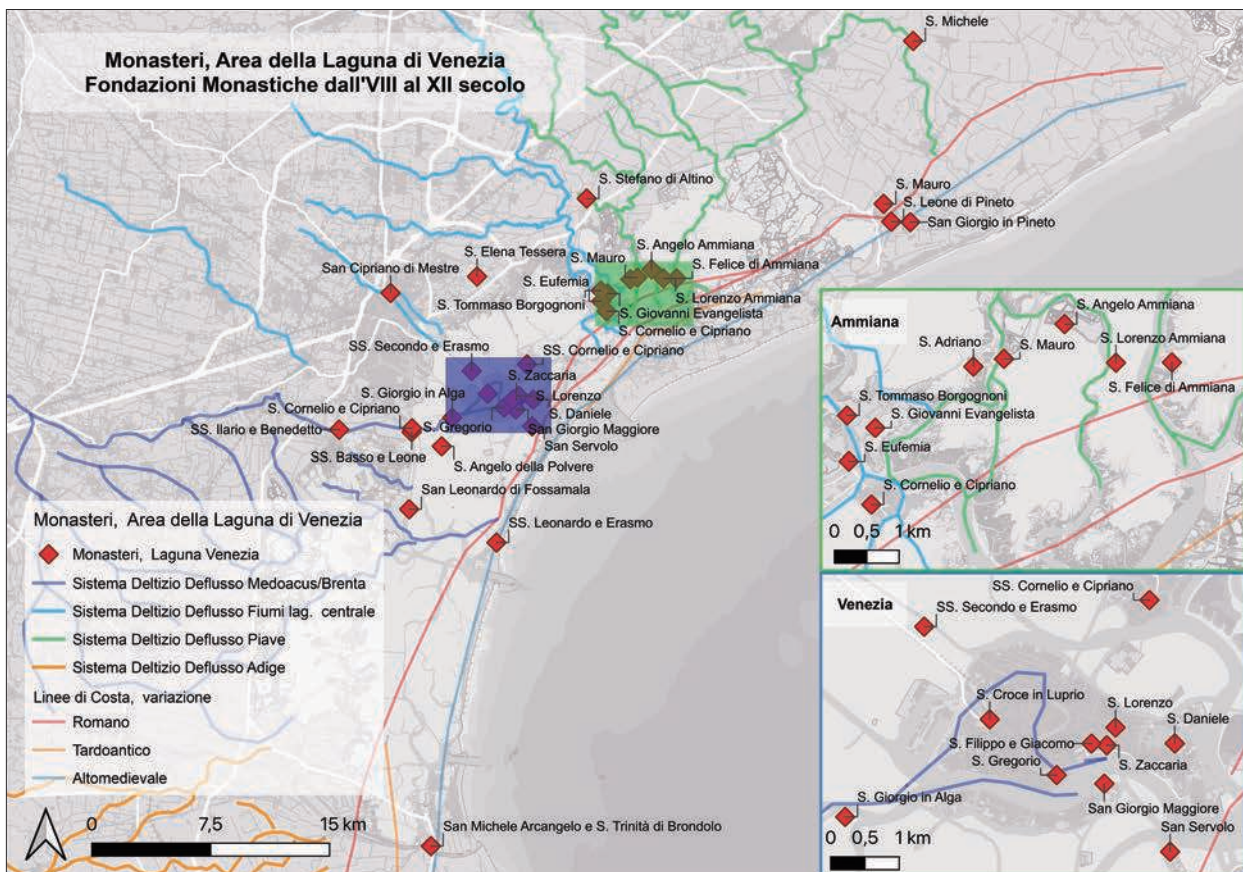 Monasteri, Area della Laguna di Venezia
Fondazioni Monastiche dall'VIII al XII secolo
S. Michele
S. Stefano di Altino
S. Mauro
S. Leone di Pineto
San Giorgio in Pineto
S. Elena Tessera
S. Angelo Ammiana
S. Mauro
S. Felice di Ammiana
San Cipriano di Mestre
S. Eufemia
S. Lorenzo Ammiana
S. Tommaso Borgognoni
S. Giovanni Evangelista
S. Cornelio e Cipriano
SS. Secondo e Erasmo
SS. Cornelio e Cipriano
S. Zaccaria
S. Giorgio in Alga
S. Lorenzo
S. Cornelio e Cipriano
S. Daniele
SS. Ilario e Benedetto
S. Gregorio
San Giorgio Maggiore
SS. Basso e Leone
San Servolo
S. Angelo della Polvere
San Leonardo di Fossamala
SS. Leonardo e Erasmo
San Michele Arcangelo e S. Trinità di Brondolo
Monasteri, Area della Laguna di Venezia
Monasteri, Laguna Venezia
Sistema Deltizio Deflusso Medoacus/Brenta
Sistema Deltizio Deflusso Fiumi lag. centrale
Sistema Deltizio Deflusso Piave
Sistema Deltizio Deflusso Adige
Linee di Costa, variazione
Romano
Tardoantico
Altomedievale
0 7,5 15 km
Ammiana
S. Angelo Ammiana
S. Adriano
S. Mauro
S. Lorenzo Ammiana
S. Felice di Ammiana
S. Tommaso Borgognoni
S. Giovanni Evangelista
S. Eufemia
S. Cornelio e Cipriano
0 0,5 1 km
Venezia
SS. Cornelio e Cipriano
SS. Secondo e Erasmo
S. Croce in Luprio
S. Lorenzo
S. Daniele
S. Filippo e Giacomo
S. Gregorio
S. Zaccaria
S. Giorgio in Alga
San Giorgio Maggiore
San Servolo
0 0,5 1 km